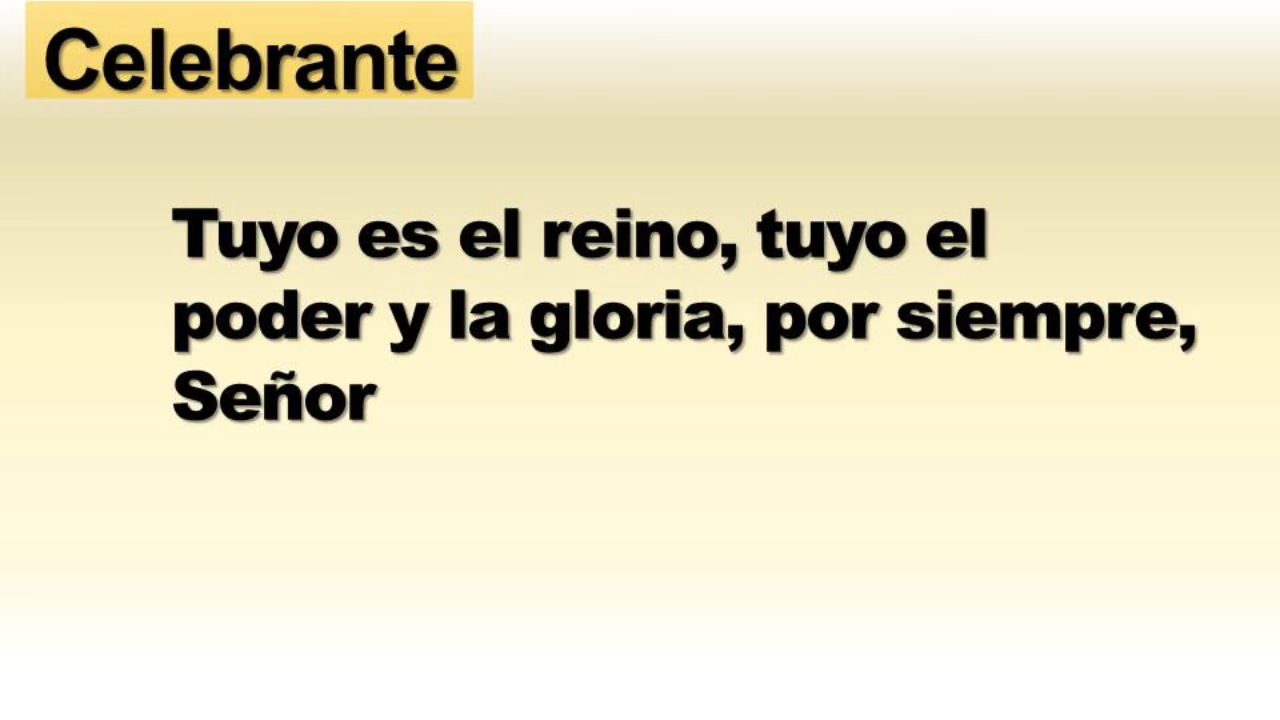 Celebrante
Tuyo es el reino, tuyo el
poder y la gloria, por siempre,
Señor